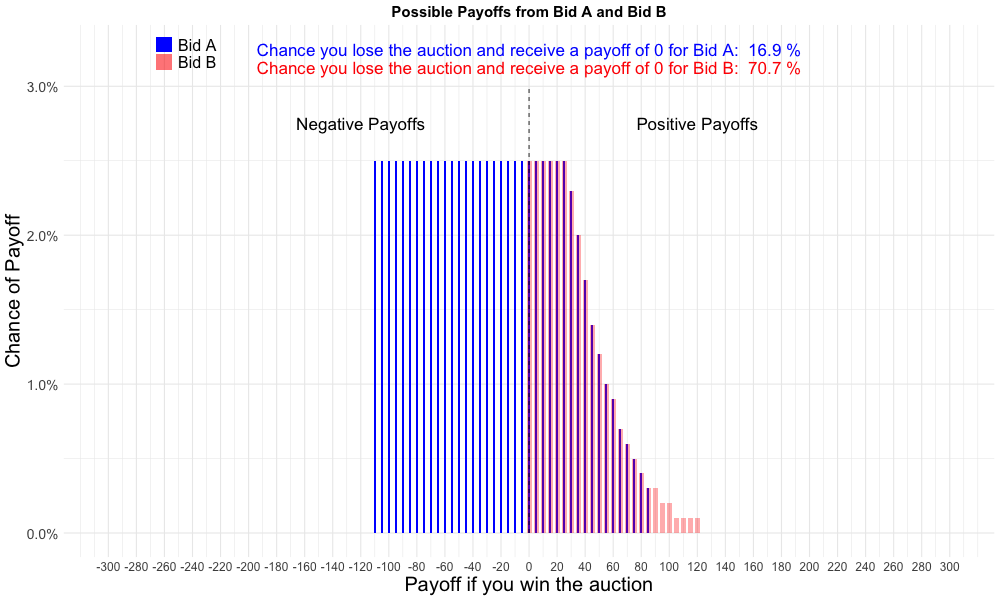 Possible Payoffs from Bid A and Bid B
Bid A
Bid B
Chance you lose the auction and receive a payoff of 0 for Bid A:  16.9 %
Chance you lose the auction and receive a payoff of 0 for Bid B:  70.7 %
Negative Payoffs
Positive Payoffs
Chance of Payoff
3.0%
2.0%
1.0%
0.0%
-300 -280 -260 -240 -220 -200 -180 -160 -140 -120 -100 -80 -60 -40 -20 0 20 40 60 80 100 120 140 160 180 200 220 240 260 280 300
Payoff if you win the auction